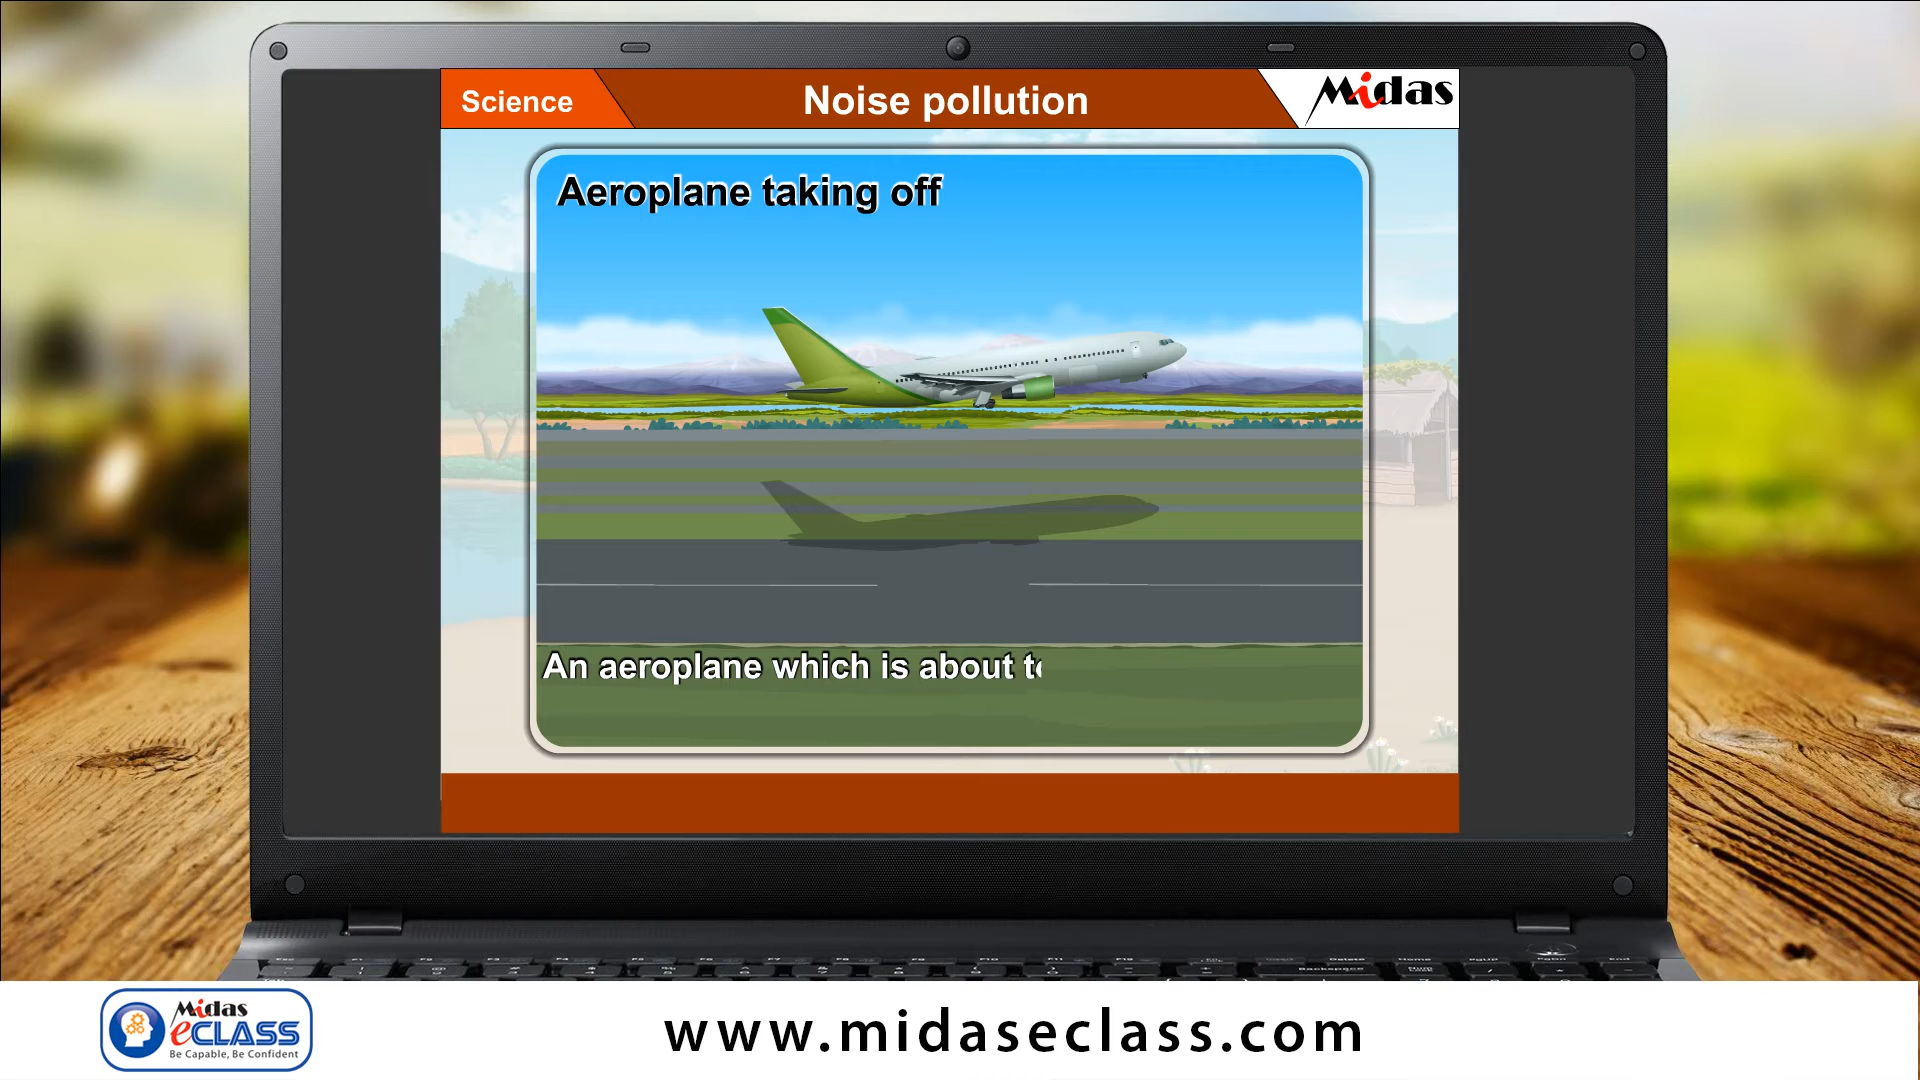 Science
Noise pollution
Midas
Aeroplane taking off
An aeroplane which is about t
Midas
eCLASS
Be Capable, Be Confident
www.midaseclass.com